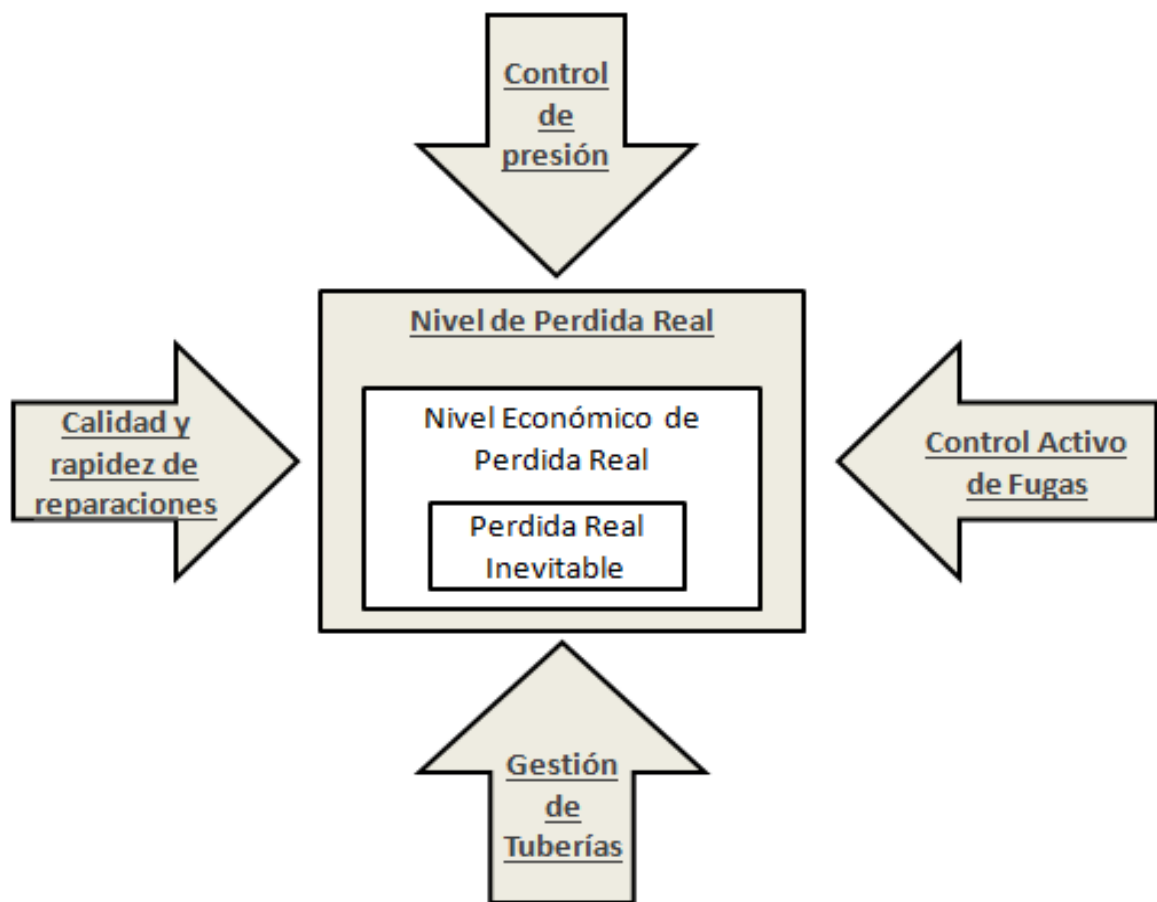 Control
de
presión
Nivel de Perdida Real
Nivel Económico de
Perdida Real
Perdida Real
Inevitable
Calidad y
rapidez de
reparaciones
Control Activo
de Fugas
Gestión
de
Tuberías